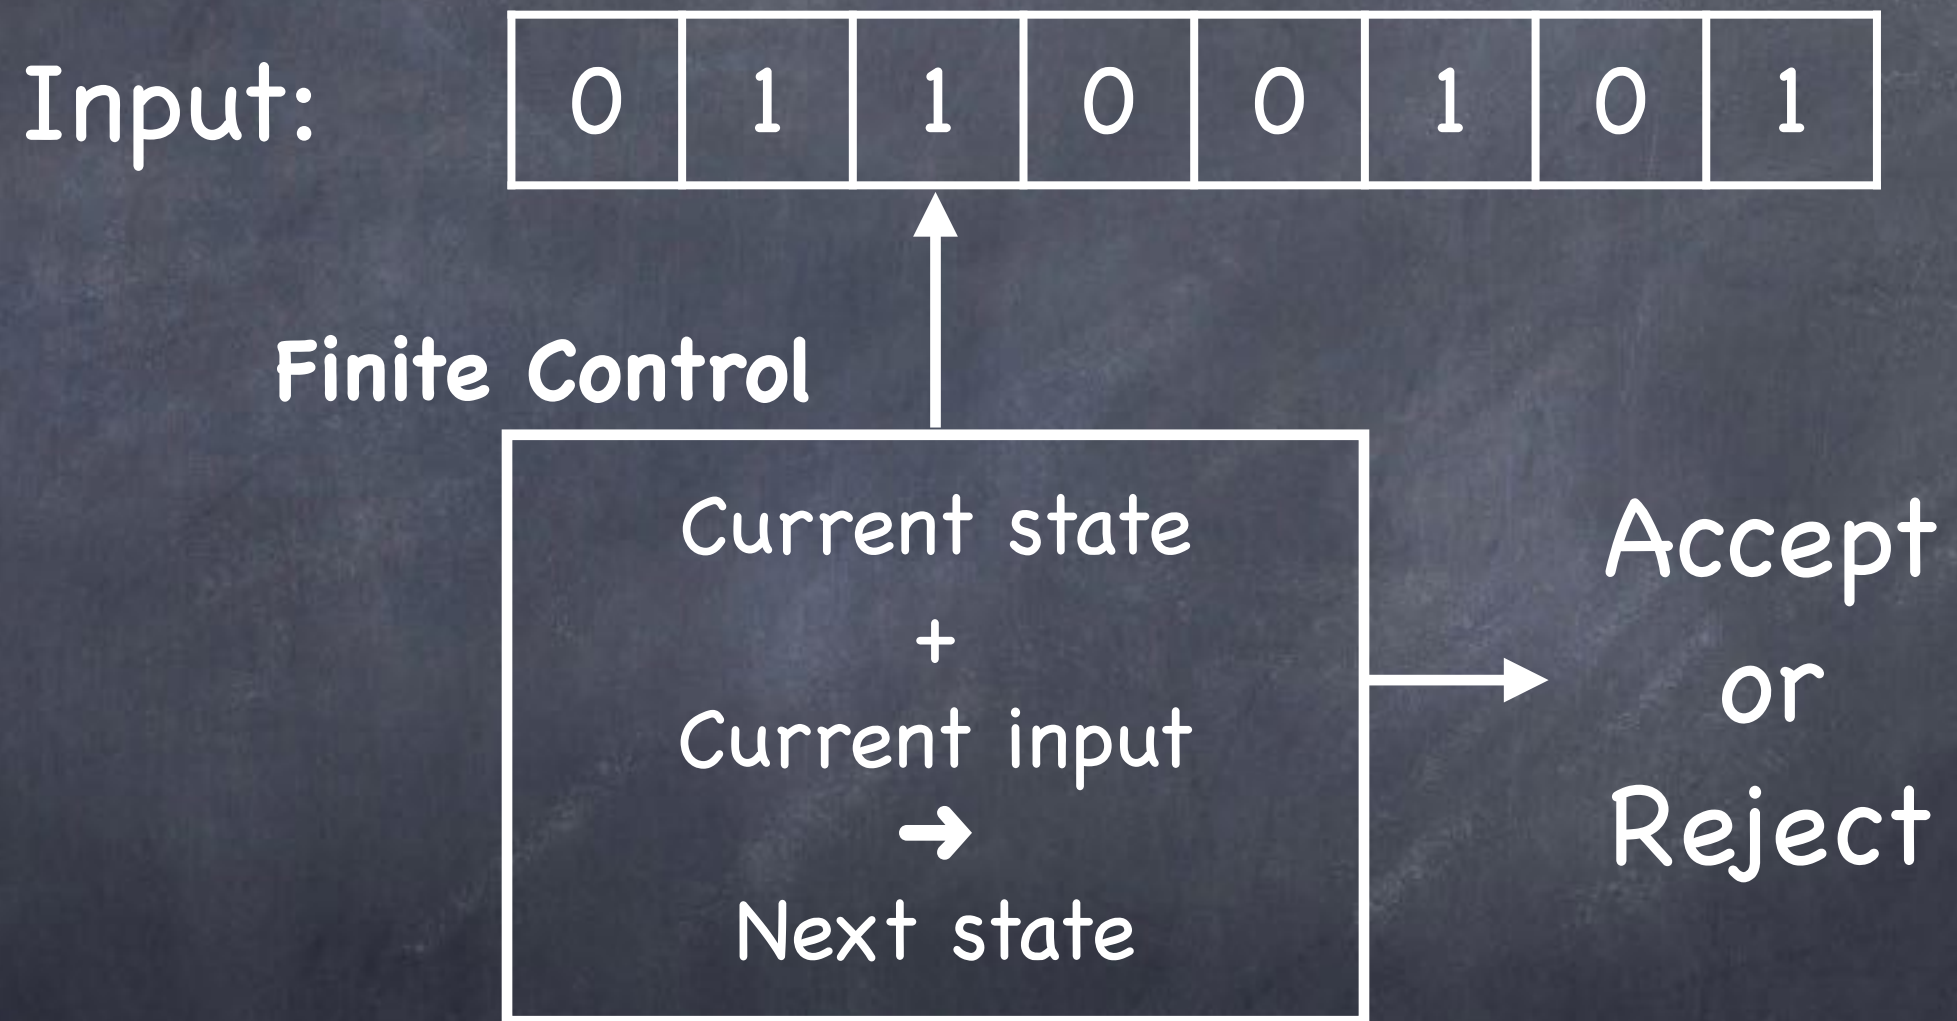 Input: 0 1 1 0 0 1 0 1
Finite Control
Current state
+
Current input
➜
Next state
Accept
or
Reject